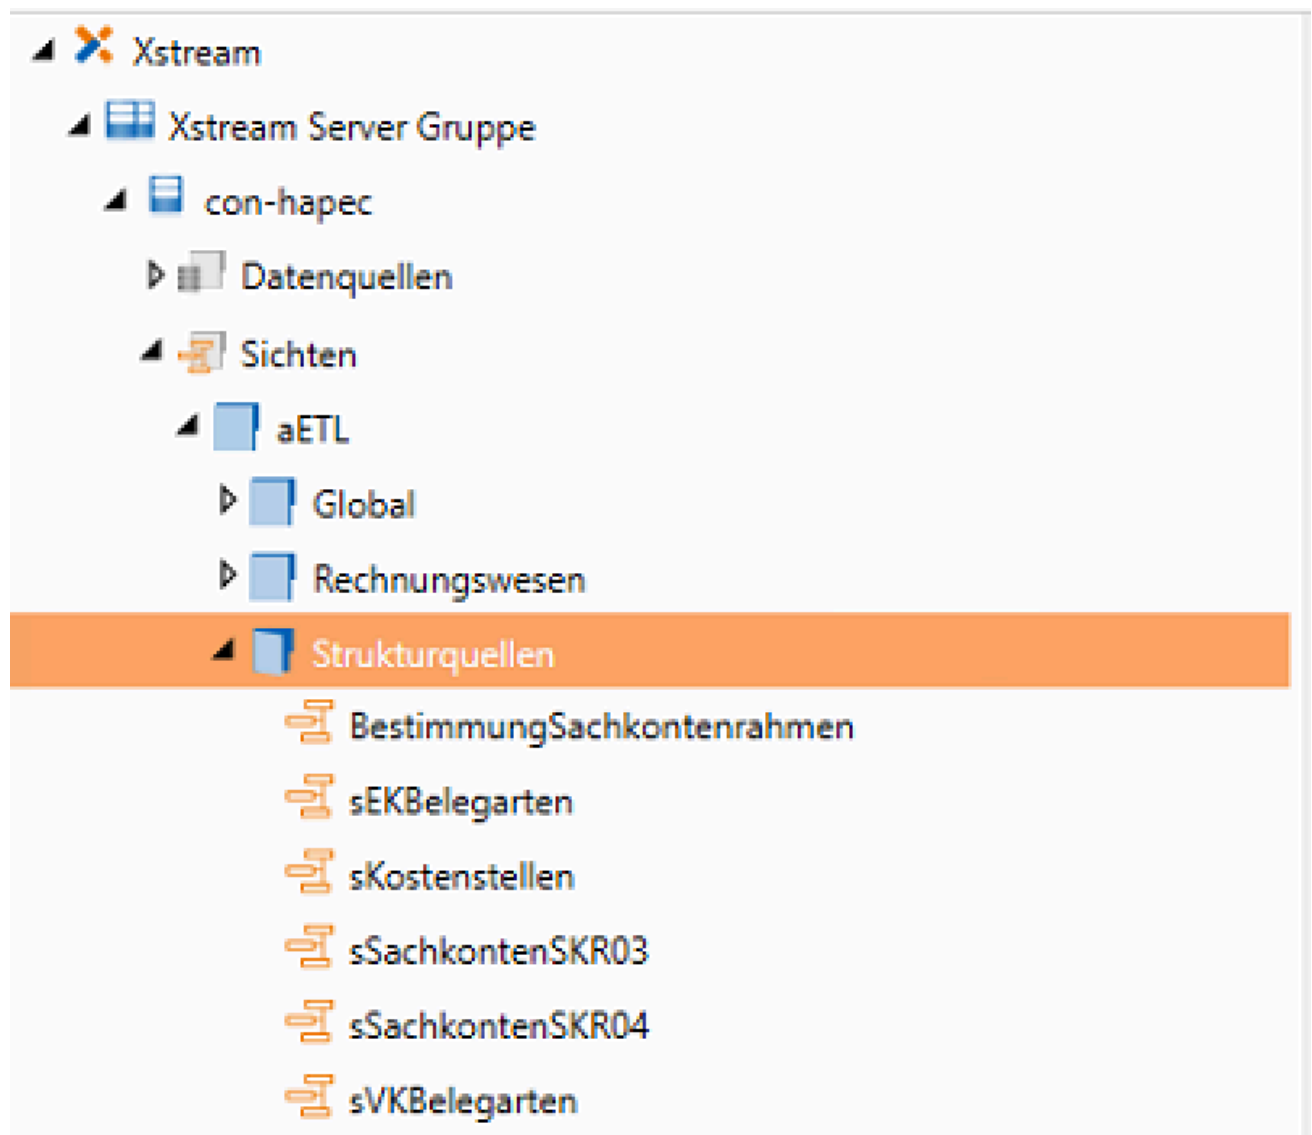 Xstream
Xstream Server Gruppe
con-hapec
Datenquellen
Sichten
aETL
Global
Rechnungswesen
Strukturquellen
BestimmungSachkontenrahmen
sEKBelegarten
sKostenstellen
sSachkontenSKR03
sSachkontenSKR04
sVKBelegarten